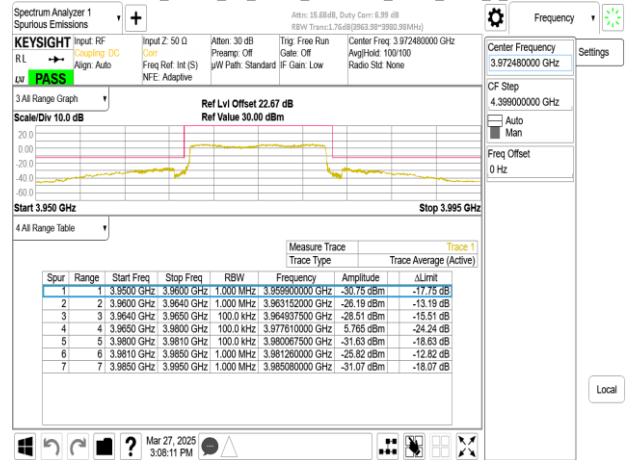 Spectrum Analyzer 1
Spurious Emissions
Attn: 15.68dB, Duty Corr: 6.99 dB
RBW Trans:1.76dB(3963.98~3980.98MHz)
Frequency
KEYSIGHT
RL
LXI PASS
Input: RF
Coupling: DC
Align: Auto
Input Z: 50 Ω
Corr
Freq Ref: Int (S)
NFE: Adaptive
Atten: 30 dB
Preamp: Off
µW Path: Standard
Trig: Free Run
Gate: Off
IF Gain: Low
Center Freq: 3.972480000 GHz
Avg|Hold: 100/100
Radio Std: None
Center Frequency
3.972480000 GHz
Settings
CF Step
4.399000000 GHz
Auto
Man
Freq Offset
0 Hz
3 All Range Graph
Scale/Div 10.0 dB
Ref Lvl Offset 22.67 dB
Ref Value 30.00 dBm
20.0
0.00
-20.0
-40.0
-60.0
Start 3.950 GHz
Stop 3.995 GHz
4 All Range Table
Measure Trace Trace 1
Trace Type Trace Average (Active)
Spur Range Start Freq Stop Freq RBW Frequency Amplitude ΔLimit
1 1 3.9500 GHz 3.9600 GHz 1.000 MHz 3.959900000 GHz -30.75 dBm -17.75 dB
2 2 3.9600 GHz 3.9640 GHz 1.000 MHz 3.963152000 GHz -26.19 dBm -13.19 dB
3 3 3.9640 GHz 3.9650 GHz 100.0 kHz 3.964937500 GHz -28.51 dBm -15.51 dB
4 4 3.9650 GHz 3.9800 GHz 100.0 kHz 3.977610000 GHz 5.765 dBm -24.24 dB
5 5 3.9800 GHz 3.9810 GHz 100.0 kHz 3.980067500 GHz -31.63 dBm -18.63 dB
6 6 3.9810 GHz 3.9850 GHz 1.000 MHz 3.981260000 GHz -25.82 dBm -12.82 dB
7 7 3.9850 GHz 3.9950 GHz 1.000 MHz 3.985080000 GHz -31.07 dBm -18.07 dB
Local
Mar 27, 2025
3:08:11 PM